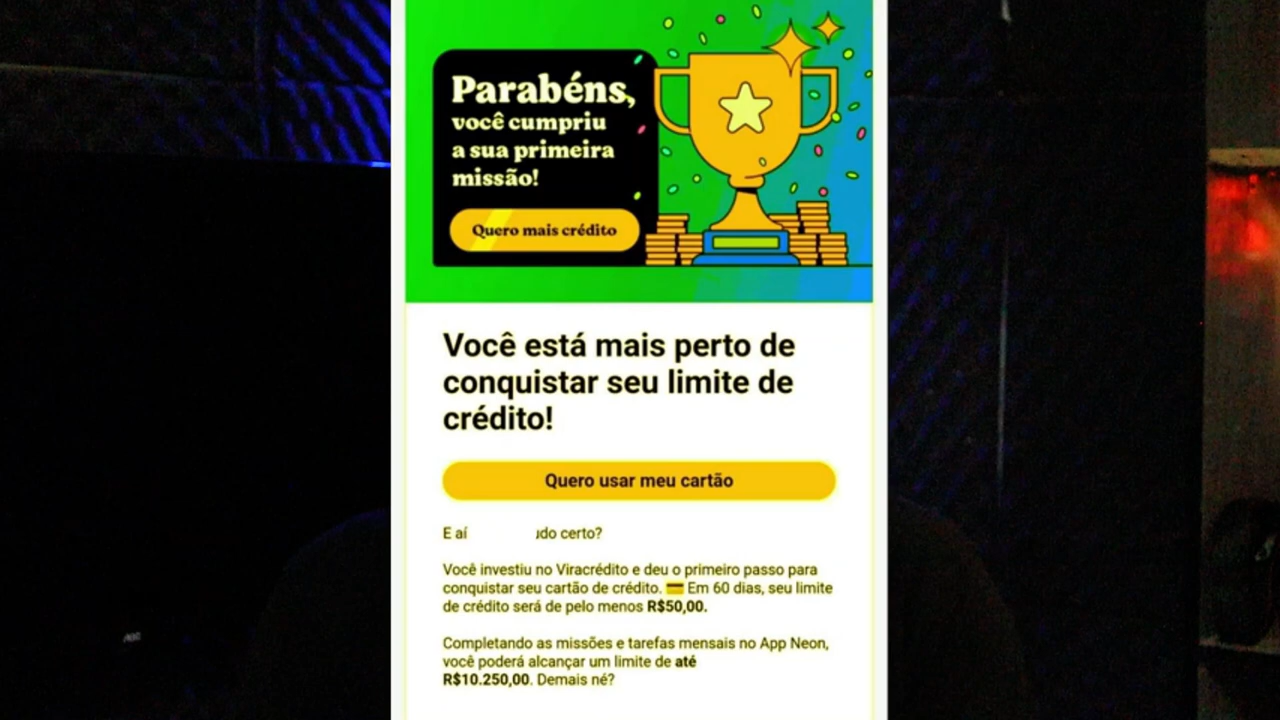 Parabéns,
você cumpriu
a sua primeira
missão!
Quero mais crédito
Você está mais perto de
conquistar seu limite de
crédito!
Quero usar meu cartão
E aí
certo?
Você investiu no Viracrédito e deu o primeiro passo para
conquistar seu cartão de crédito. 💳 Em 60 dias, seu limite
de crédito será de pelo menos R$50,00.
Completando as missões e tarefas mensais no App Neon,
você poderá alcançar um limite de até
R$10.250,00. Demais né?